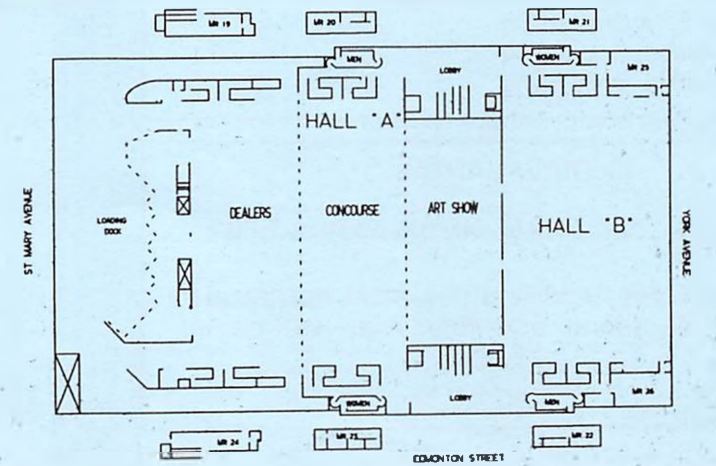 MR 19
MR 20
MR 21
MEN
WOMEN
LOBBY
MR 25
HALL "A"
ST MARY AVENUE
LOADING
DOCK
DEALERS
CONCOURSE
ART SHOW
HALL "B"
YORK AVENUE
WOMEN
LOBBY
MEN
MR 26
MR 24
MR 23
MR 22
EDMONTON STREET